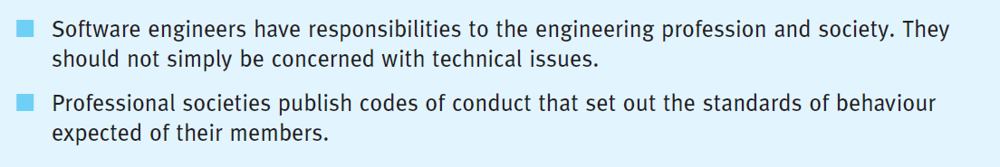 Software engineers have responsibilities to the engineering profession and society. They
should not simply be concerned with technical issues.
Professional societies publish codes of conduct that set out the standards of behaviour
expected of their members.